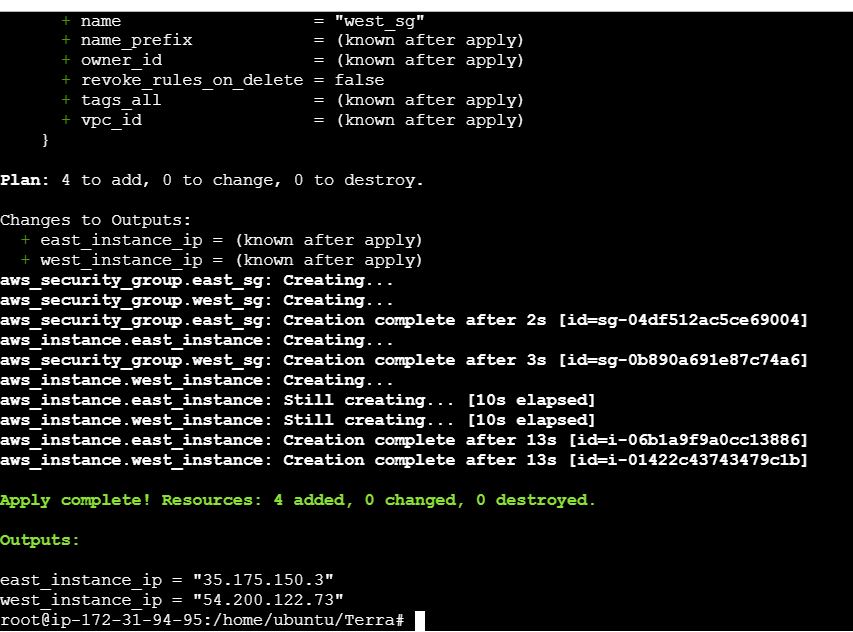 + name = "west_sg"
+ name_prefix = (known after apply)
+ owner_id = (known after apply)
+ revoke_rules_on_delete = false
+ tags_all = (known after apply)
+ vpc_id = (known after apply)
}
Plan: 4 to add, 0 to change, 0 to destroy.
Changes to Outputs:
+ east_instance_ip = (known after apply)
+ west_instance_ip = (known after apply)
aws_security_group.east_sg: Creating...
aws_security_group.west_sg: Creating...
aws_security_group.east_sg: Creation complete after 2s [id=sg-04df512ac5ce69004]
aws_instance.east_instance: Creating...
aws_security_group.west_sg: Creation complete after 3s [id=sg-0b890a691e87c74a6]
aws_instance.west_instance: Creating...
aws_instance.east_instance: Still creating... [10s elapsed]
aws_instance.west_instance: Still creating... [10s elapsed]
aws_instance.east_instance: Creation complete after 13s [id=i-06b1a9f9a0cc13886]
aws_instance.west_instance: Creation complete after 13s [id=i-01422c43743479c1b]
Apply complete! Resources: 4 added, 0 changed, 0 destroyed.
Outputs:
east_instance_ip = "35.175.150.3"
west_instance_ip = "54.200.122.73"
root@ip-172-31-94-95:/home/ubuntu/Terra#